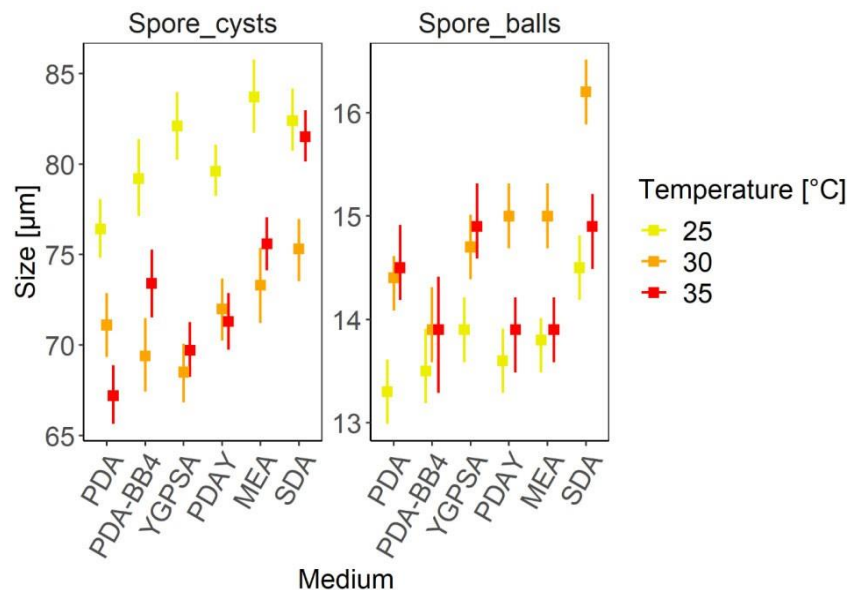 Spore_cysts
Spore_balls
Size [µm]
85
80
75
70
65
16
15
14
13
PDA
PDA-BB4
YGPSA
PDAY
MEA
SDA
PDA
PDA-BB4
YGPSA
PDAY
MEA
SDA
Medium
Temperature [°C]
25
30
35